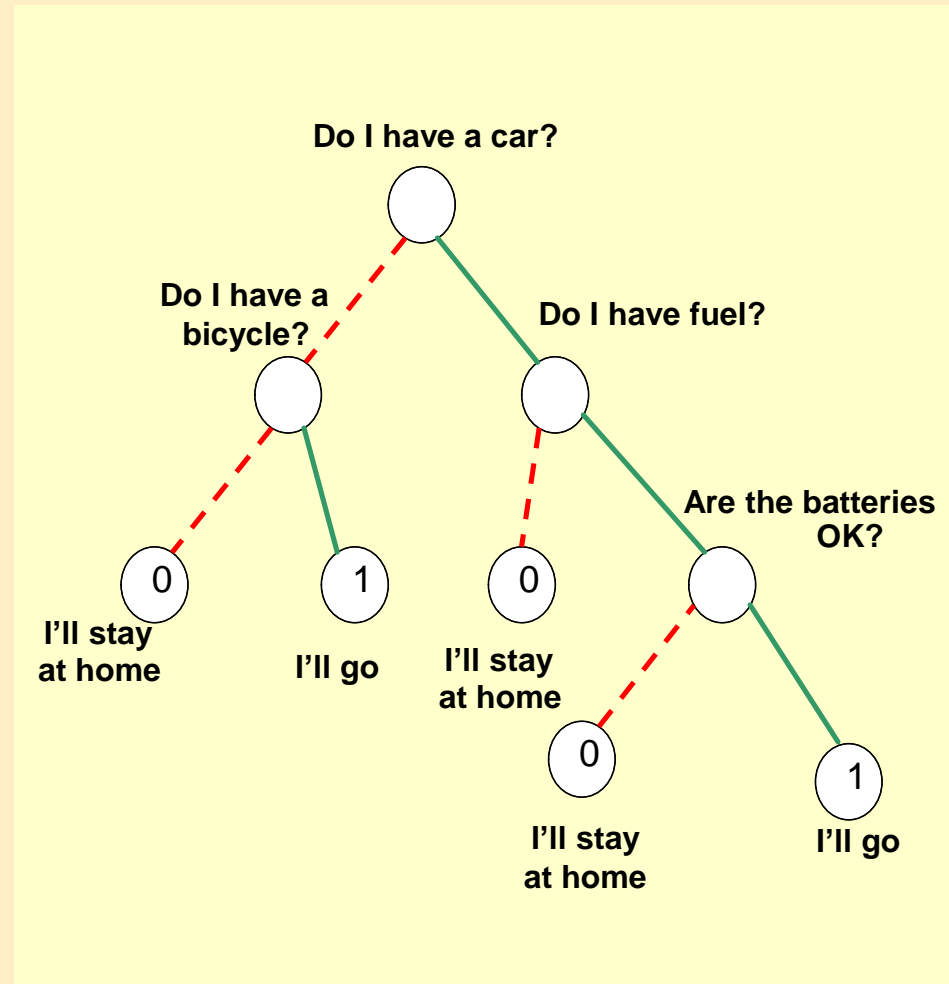 Do I have a car?
Do I have a
bicycle?
Do I have fuel?
Are the batteries
OK?
0
1
0
I'll stay
at home
I'll go
I'll stay
at home
0
1
I'll stay
at home
I'll go